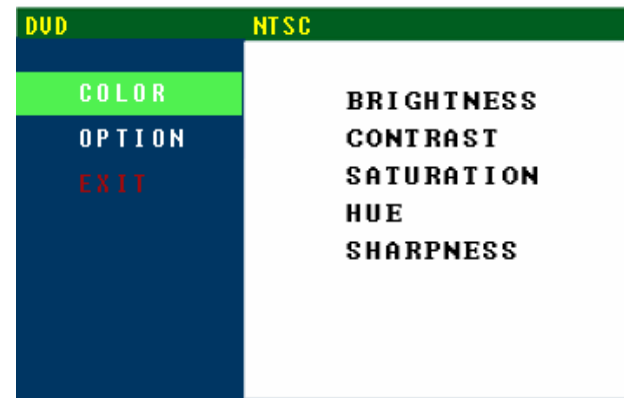 DVD NTSC
COLOR
OPTION
EXIT
BRIGHTNESS
CONTRAST
SATURATION
HUE
SHARPNESS